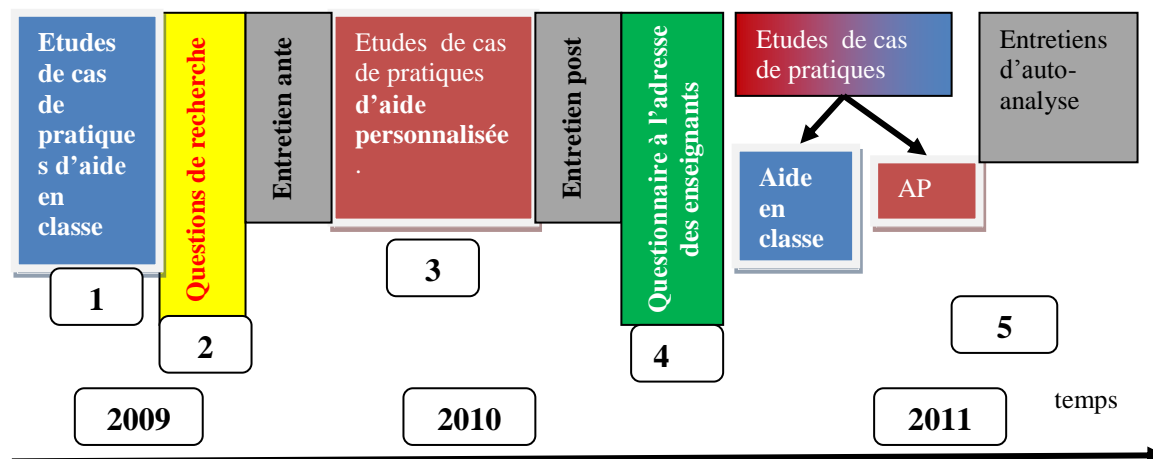 Etudes
de cas
de
pratique
s d’aide
en
classe
Questions de recherche
Entretien ante
Etudes de cas
de pratiques
d’aide
personnalisée
.
Entretien post
Questionnaire à l’adresse
des enseignants
Etudes de cas
de pratiques
Aide
en
classe
AP
Entretiens
d’auto-
analyse
1
2
3
4
5
2009
2010
2011
temps